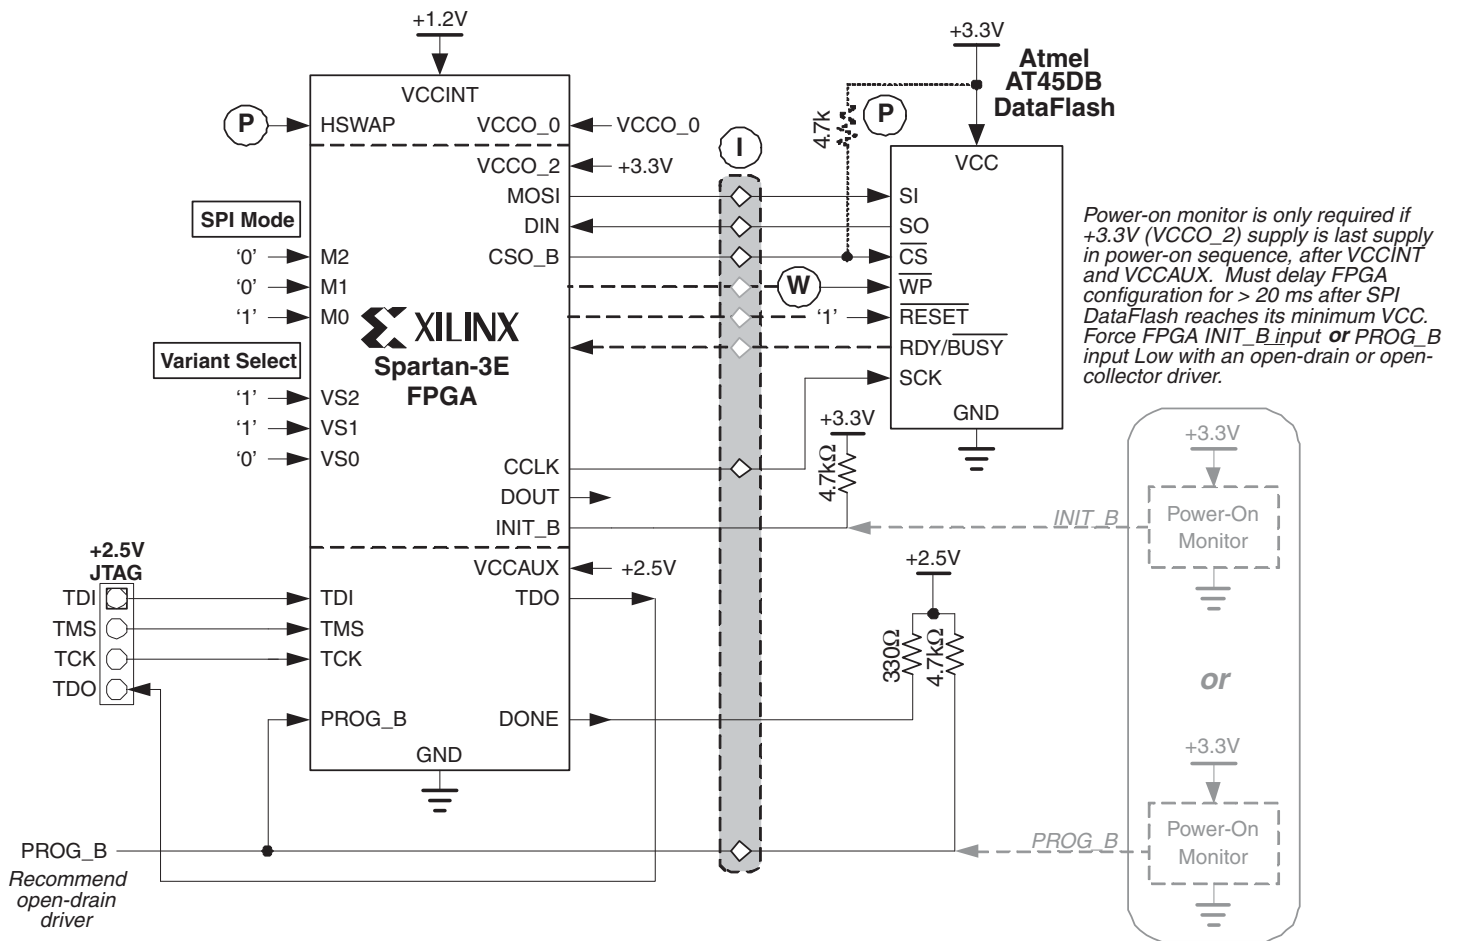 +1.2V
+3.3V
Atmel
AT45DB
DataFlash
VCCINT
P
HSWAP
VCCO_0
VCCO_0
I
4.7k
P
VCC
VCCO_2
+3.3V
MOSI
SI
SPI Mode
DIN
SO
'0'
M2
CSO_B
CS
'0'
M1
W
WP
'1'
M0
XILINX
'1'
RESET
Spartan-3E
FPGA
RDY/BUSY
Variant Select
'1'
VS2
SCK
'1'
VS1
GND
'0'
VS0
+3.3V
4.7kΩ
CCLK
DOUT
INIT_B
Power-on monitor is only required if
+3.3V (VCCO_2) supply is last supply
in power-on sequence, after VCCINT
and VCCAUX. Must delay FPGA
configuration for > 20 ms after SPI
DataFlash reaches its minimum VCC.
Force FPGA INIT_B input or PROG_B
input Low with an open-drain or open-
collector driver.
+3.3V
INIT_B
Power-On
Monitor
+2.5V
JTAG
VCCAUX
+2.5V
+2.5V
TDI
TDI
TDO
TMS
TMS
TCK
TCK
TDO
330Ω
4.7kΩ
or
PROG_B
DONE
GND
+3.3V
PROG_B
Power-On
Monitor
PROG_B
Recommend
open-drain
driver